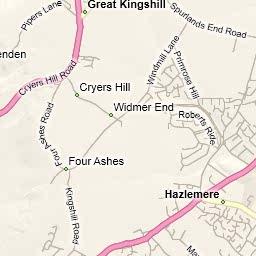 Pipers Lane
Great Kingshill
Spurlands End Road
enden
Windmill Lane
Primrose Hill
Cryers Hill Road
Cryers Hill
Widmer End
Roberts Ride
Four Ashes Road
Four Ashes
Kingshill Road
Hazlemere